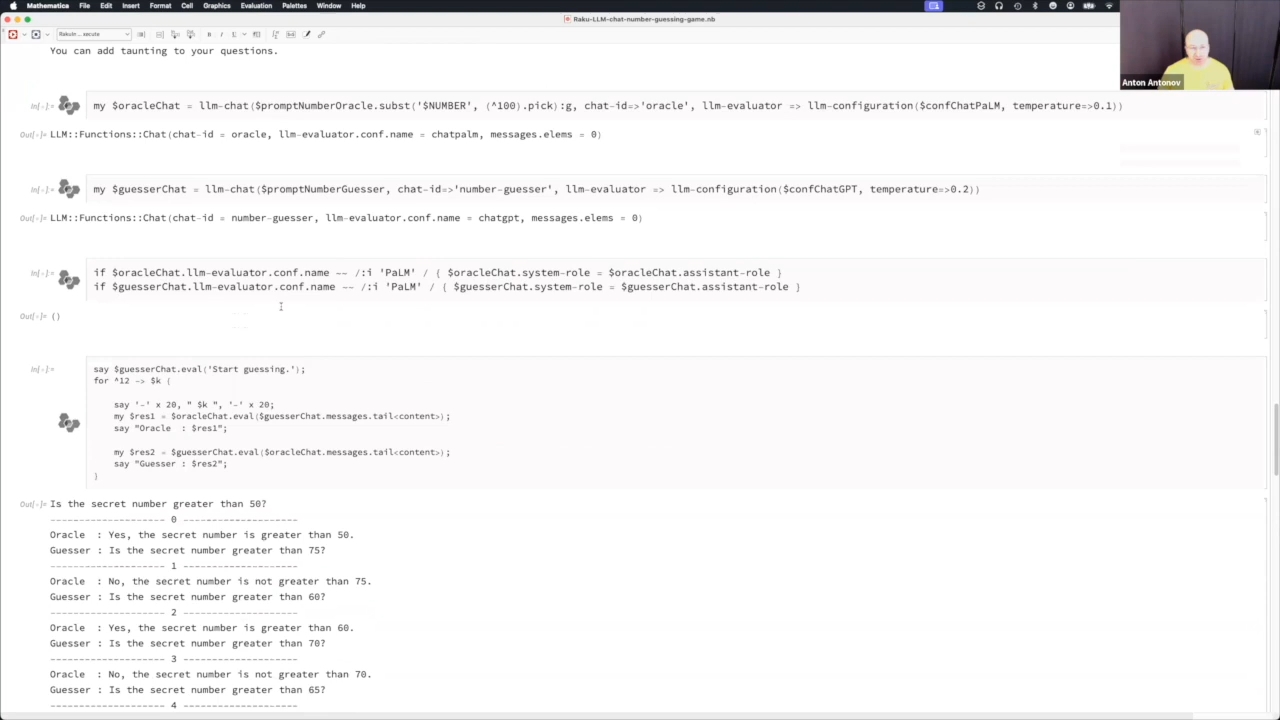 Mathematica File Edit Insert Format Cell Graphics Evaluation Palettes Window Help
Raku-LLM-chat-number-guessing-game.nb
You can add taunting to your questions.
Anton Antonov
In[-]:= my $oracleChat = llm-chat($promptNumberOracle.subst('$NUMBER', (^100).pick):g, chat-id=>'oracle', llm-evaluator => llm-configuration($confChatPaLM, temperature=>0.1))
Out[-]= LLM::Functions::Chat(chat-id = oracle, llm-evaluator.conf.name = chatpalm, messages.elems = 0)
In[-]:= my $guesserChat = llm-chat($promptNumberGuesser, chat-id=>'number-guesser', llm-evaluator => llm-configuration($confChatGPT, temperature=>0.2))
Out[-]= LLM::Functions::Chat(chat-id = number-guesser, llm-evaluator.conf.name = chatgpt, messages.elems = 0)
In[-]:= if $oracleChat.llm-evaluator.conf.name ~~ /:i 'PaLM' / { $oracleChat.system-role = $oracleChat.assistant-role }
if $guesserChat.llm-evaluator.conf.name ~~ /:i 'PaLM' / { $guesserChat.system-role = $guesserChat.assistant-role }
Out[-]= ()
In[-]:= say $guesserChat.eval('Start guessing.');
for ^12 -> $k {
say '-' x 20, " $k ", '-' x 20;
my $res1 = $oracleChat.eval($guesserChat.messages.tail<content>);
say "Oracle  : $res1";
my $res2 = $guesserChat.eval($oracleChat.messages.tail<content>);
say "Guesser : $res2";
}
Out[-]= Is the secret number greater than 50?
-------------------- 0 --------------------
Oracle  : Yes, the secret number is greater than 50.
Guesser : Is the secret number greater than 75?
-------------------- 1 --------------------
Oracle  : No, the secret number is not greater than 75.
Guesser : Is the secret number greater than 60?
-------------------- 2 --------------------
Oracle  : Yes, the secret number is greater than 60.
Guesser : Is the secret number greater than 70?
-------------------- 3 --------------------
Oracle  : No, the secret number is not greater than 70.
Guesser : Is the secret number greater than 65?
-------------------- 4 --------------------